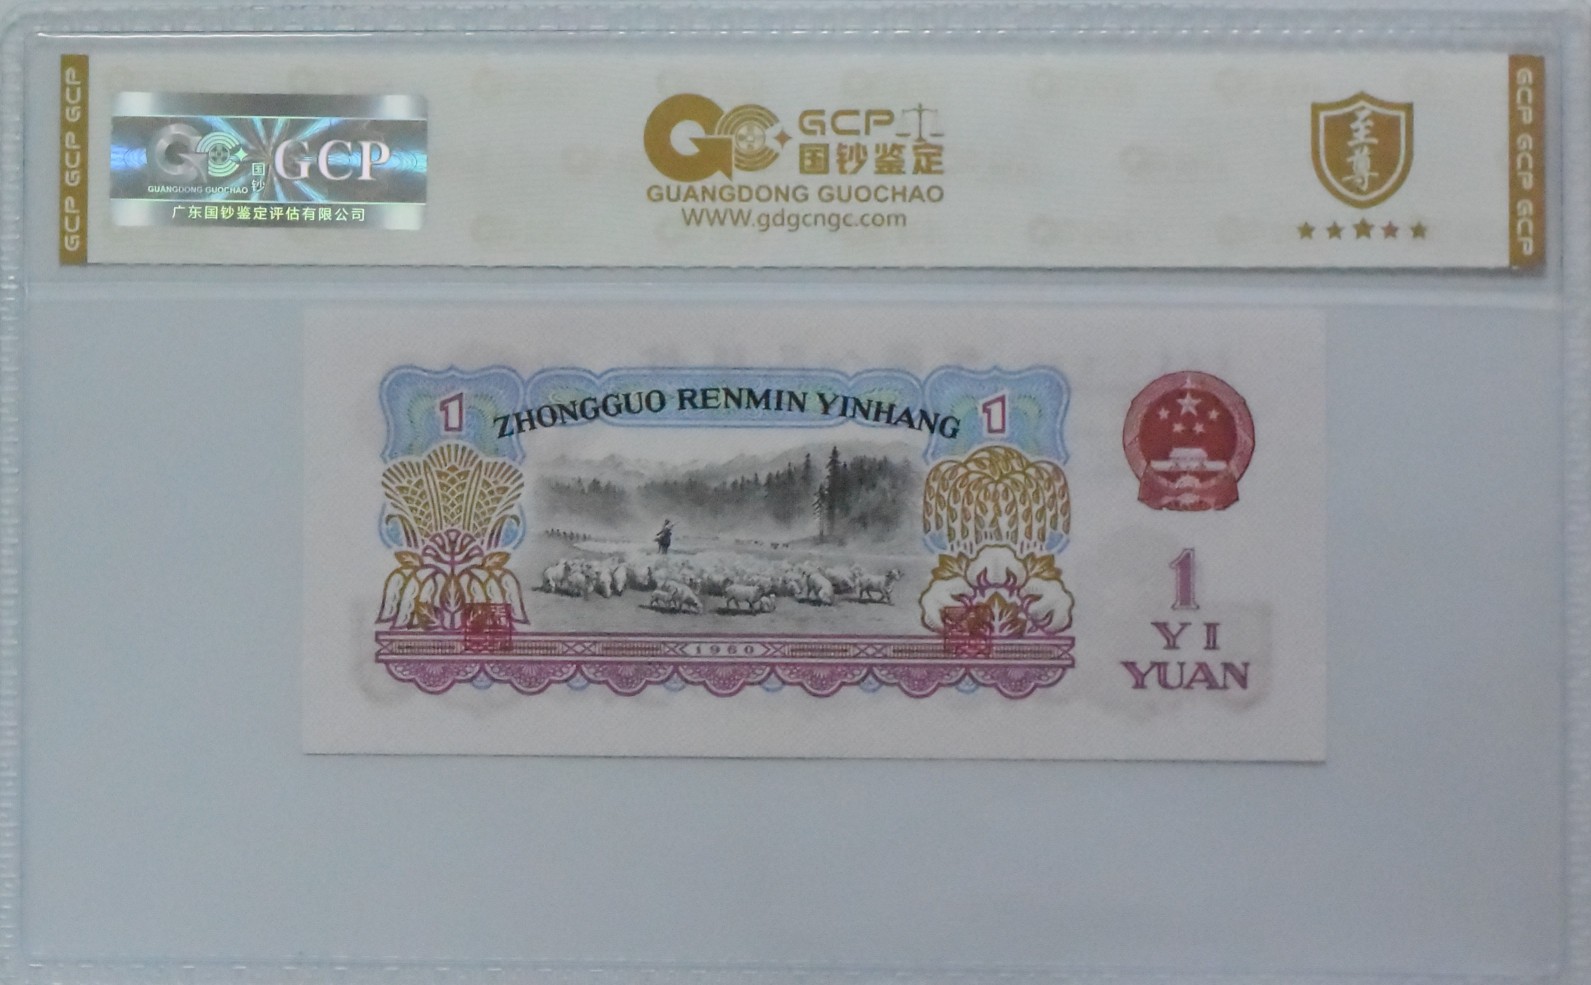 GCP GCP GCP
国钞 GCP
GUANGDONG GUOCHAO
广东国钞鉴定评估有限公司
GCP
国钞鉴定
GUANGDONG GUOCHAO
WWW.gdgcngc.com
至尊
GCP GCP GCP
1 ZHONGGUO RENMIN YINHANG 1
1960
1
YI
YUAN